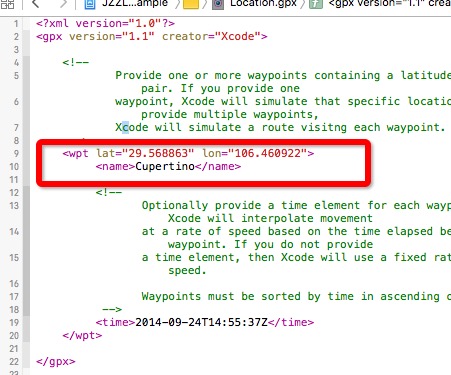 JZZL...ample Location.gpx <gpx version="1.1" crea
1 <?xml version="1.0"?>
2 <gpx version="1.1" creator="Xcode">
3
4 <!--
5 Provide one or more waypoints containing a latitude
pair. If you provide one
6 waypoint, Xcode will simulate that specific locatio
provide multiple waypoints,
7 Xcode will simulate a route visitng each waypoint.
9 <wpt lat="29.568863" lon="106.460922">
10 <name>Cupertino</name>
11
12 <!--
13 Optionally provide a time element for each wayp
Xcode will interpolate movement
14 at a rate of speed based on the time elapsed be
waypoint. If you do not provide
15 a time element, then Xcode will use a fixed rat
speed.
16
17 Waypoints must be sorted by time in ascending o
18 -->
19 <time>2014-09-24T14:55:37Z</time>
20 </wpt>
21
22 </gpx>